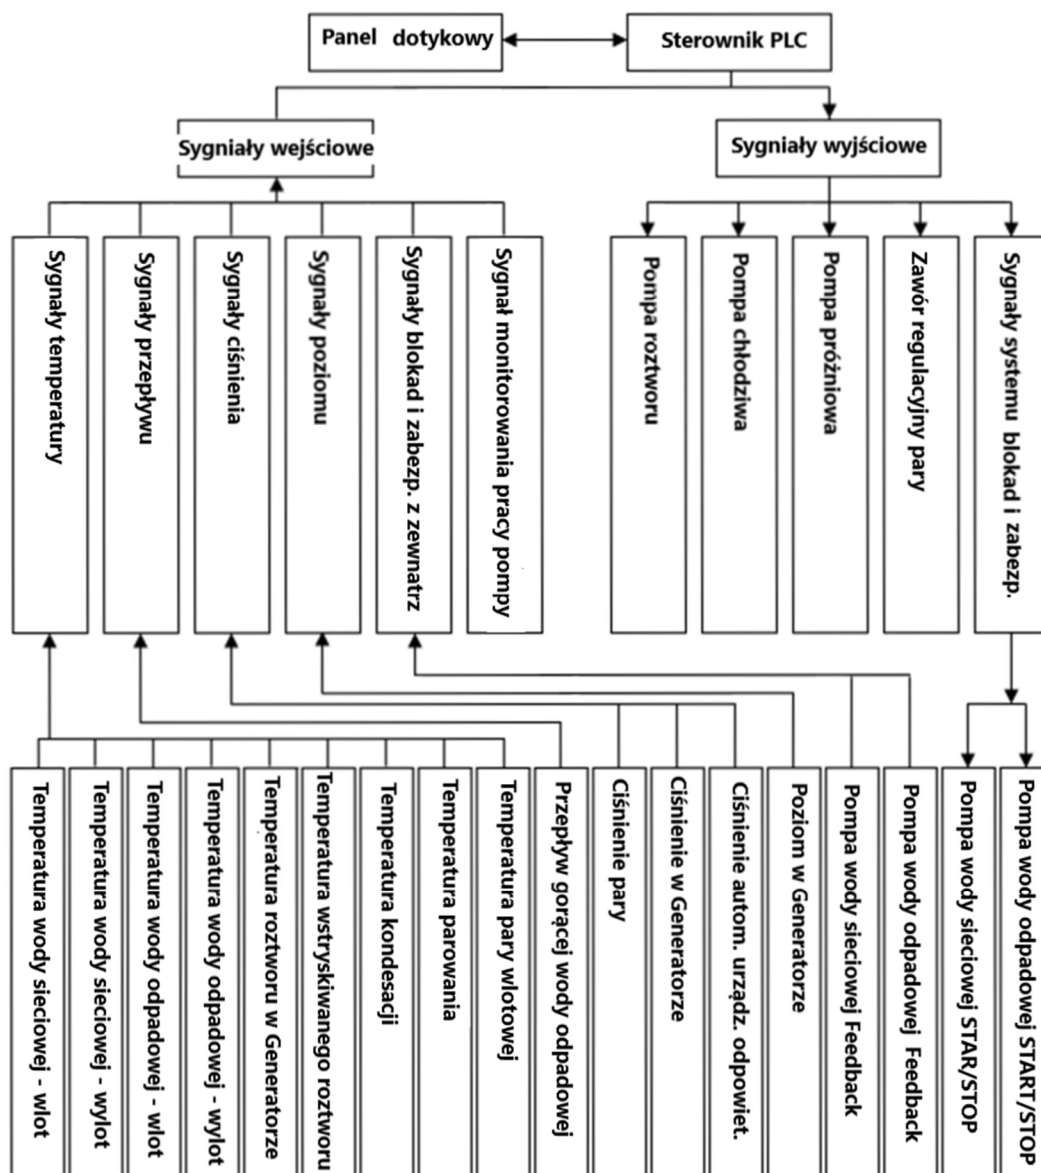 Panel dotykowy
Sterownik PLC
Sygniały wejściowe
Sygniały wyjściowe
Sygnały temperatury
Sygnały przepływu
Sygnały ciśnienia
Sygnały poziomu
Sygnały blokad i zabezp. z zewnatrz
Sygnał monitorowania pracy pompy
Pompa roztworu
Pompa chłodziwa
Pompa próżniowa
Zawór regulacyjny pary
Sygnały systemu blokad i zabezp.
Temperatura wody sieciowej - wlot
Temperatura wody sieciowej - wylot
Temperatura wody odpadowej - wlot
Temperatura wody odpadowej - wylot
Temperatura roztworu w Generatorze
Temperatura wstryskiwanego roztworu
Temperatura kondesacji
Temperatura parowania
Temperatura pary wlotowej
Przepływ gorącej wody odpadowej
Ciśnienie pary
Ciśnienie w Generatorze
Ciśnienie autom. urządz. odpowiet.
Poziom w Generatorze
Pompa wody sieciowej Feedback
Pompa wody odpadowej Feedback
Pompa wody sieciowej STAR/STOP
Pompa wody odpadowej START/STOP